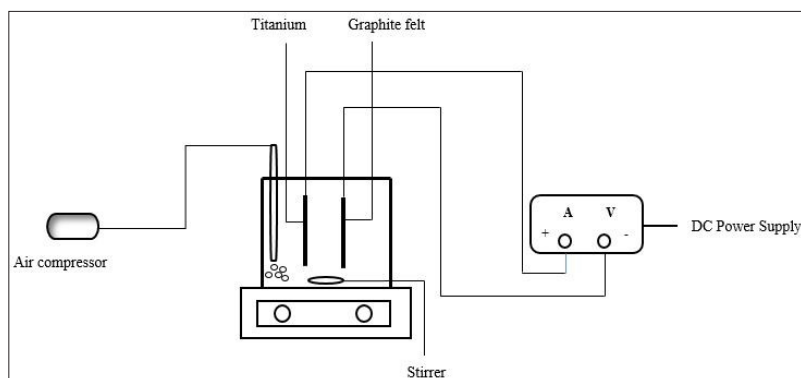 Titanium
Graphite felt
A V
+ -
DC Power Supply
Air compressor
Stirrer